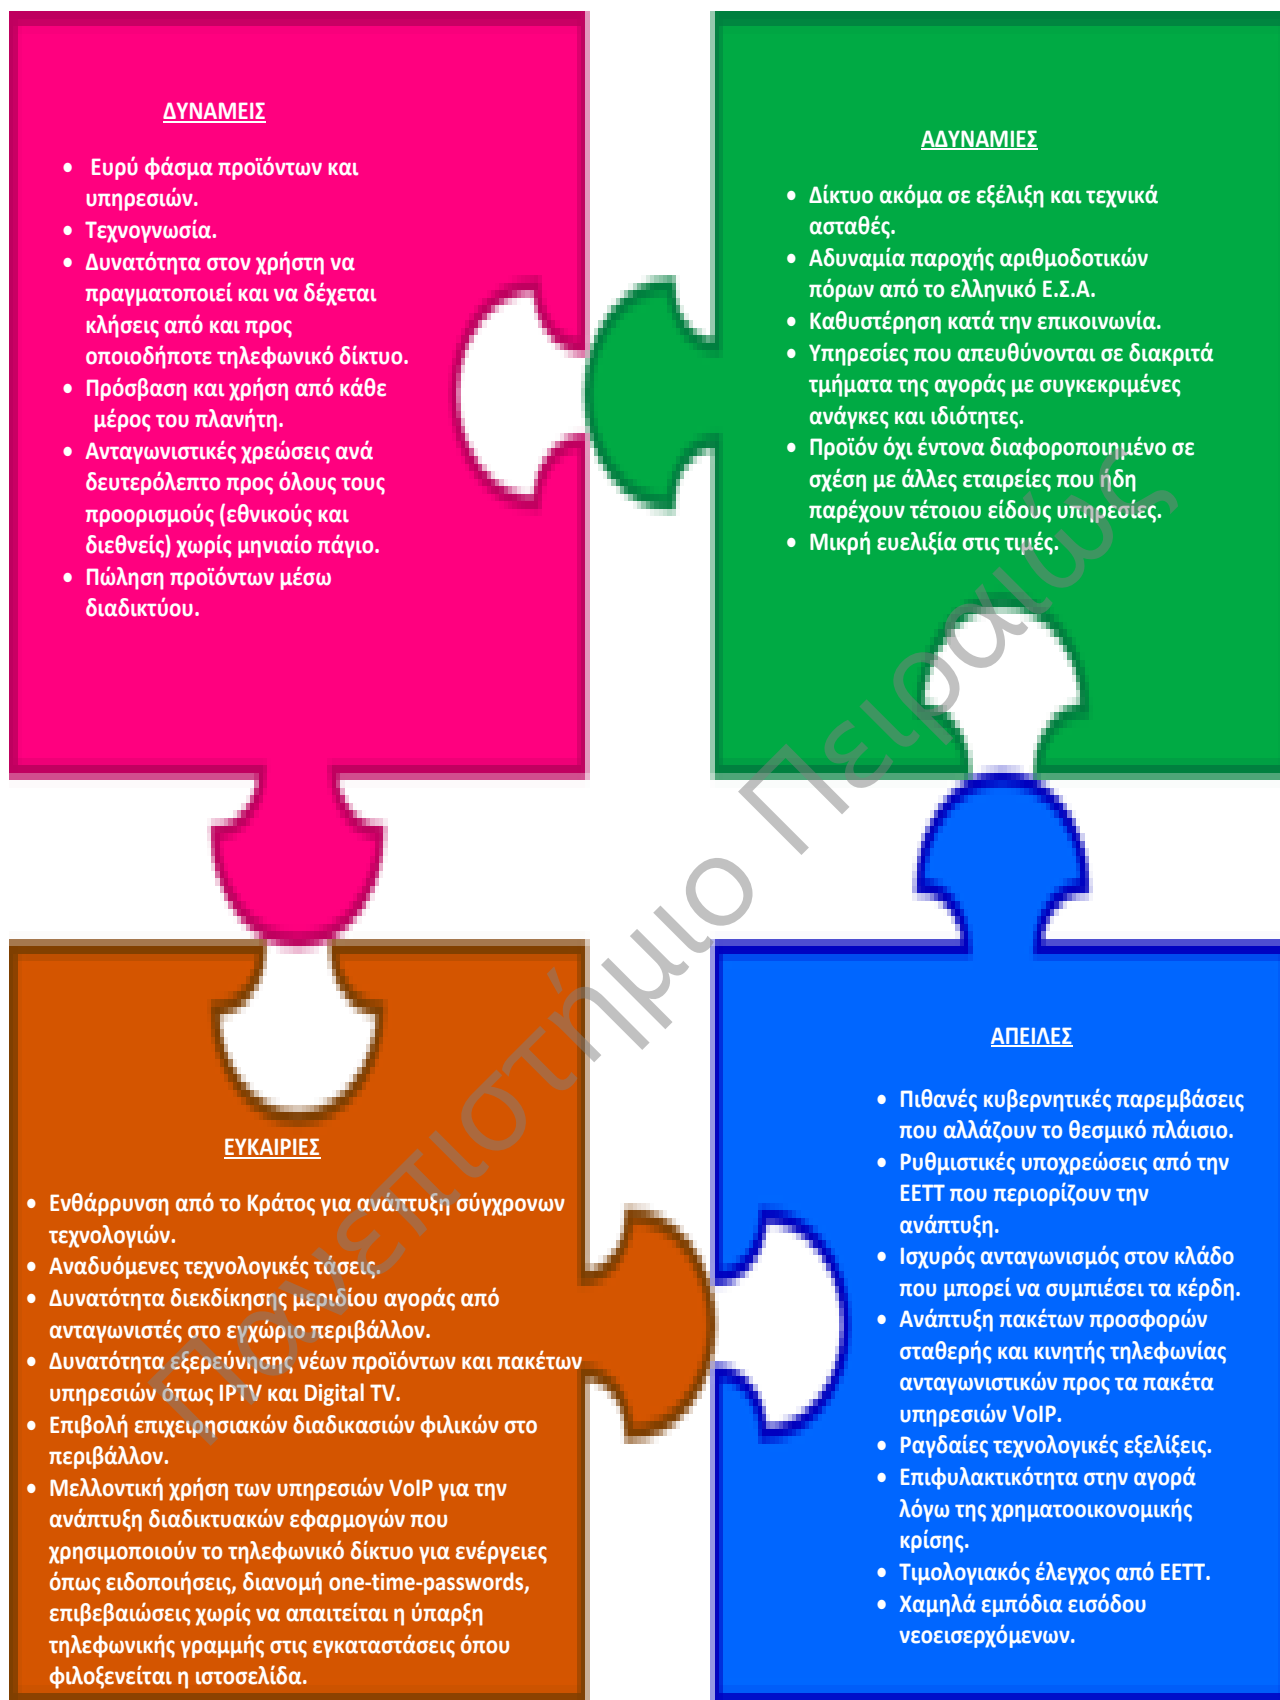 ΔΥΝΑΜΕΙΣ
• Ευρύ φάσμα προϊόντων και
υπηρεσιών.
• Τεχνογνωσία.
• Δυνατότητα στον χρήστη να
πραγματοποιεί και να δέχεται
κλήσεις από και προς
οποιοδήποτε τηλεφωνικό δίκτυο.
• Πρόσβαση και χρήση από κάθε
μέρος του πλανήτη.
• Ανταγωνιστικές χρεώσεις ανά
δευτερόλεπτο προς όλους τους
προορισμούς (εθνικούς και
διεθνείς) χωρίς μηνιαίο πάγιο.
• Πώληση προϊόντων μέσω
διαδικτύου.
ΑΔΥΝΑΜΙΕΣ
• Δίκτυο ακόμα σε εξέλιξη και τεχνικά
ασταθές.
• Αδυναμία παροχής αριθμοδοτικών
πόρων από το ελληνικό Ε.Σ.Α.
• Καθυστέρηση κατά την επικοινωνία.
• Υπηρεσίες που απευθύνονται σε διακριτά
τμήματα της αγοράς με συγκεκριμένες
ανάγκες και ιδιότητες.
• Προϊόν όχι έντονα διαφοροποιημένο σε
σχέση με άλλες εταιρείες που ήδη
παρέχουν τέτοιου είδους υπηρεσίες.
• Μικρή ευελιξία στις τιμές.
ΕΥΚΑΙΡΙΕΣ
• Ενθάρρυνση από το Κράτος για ανάπτυξη σύγχρονων
τεχνολογιών.
• Αναδυόμενες τεχνολογικές τάσεις.
• Δυνατότητα διεκδίκησης μεριδίου αγοράς από
ανταγωνιστές στο εγχώριο περιβάλλον.
• Δυνατότητα εξερεύνησης νέων προϊόντων και πακέτων
υπηρεσιών όπως IPTV και Digital TV.
• Επιβολή επιχειρησιακών διαδικασιών φιλικών στο
περιβάλλον.
• Μελλοντική χρήση των υπηρεσιών VoIP για την
ανάπτυξη διαδικτυακών εφαρμογών που
χρησιμοποιούν το τηλεφωνικό δίκτυο για ενέργειες
όπως ειδοποιήσεις, διανομή one-time-passwords,
επιβεβαιώσεις χωρίς να απαιτείται η ύπαρξη
τηλεφωνικής γραμμής στις εγκαταστάσεις όπου
φιλοξενείται η ιστοσελίδα.
ΑΠΕΙΛΕΣ
• Πιθανές κυβερνητικές παρεμβάσεις
που αλλάζουν το θεσμικό πλάισιο.
• Ρυθμιστικές υποχρεώσεις από την
ΕΕΤΤ που περιορίζουν την
ανάπτυξη.
• Ισχυρός ανταγωνισμός στον κλάδο
που μπορεί να συμπιέσει τα κέρδη.
• Ανάπτυξη πακέτων προσφορών
σταθερής και κινητής τηλεφωνίας
ανταγωνιστικών προς τα πακέτα
υπηρεσιών VoIP.
• Ραγδαίες τεχνολογικές εξελίξεις.
• Επιφυλακτικότητα στην αγορά
λόγω της χρηματοοικονομικής
κρίσης.
• Τιμολογιακός έλεγχος από ΕΕΤΤ.
• Χαμηλά εμπόδια εισόδου
νεοεισερχόμενων.
Πανεπιστήμιο Πειραιώς